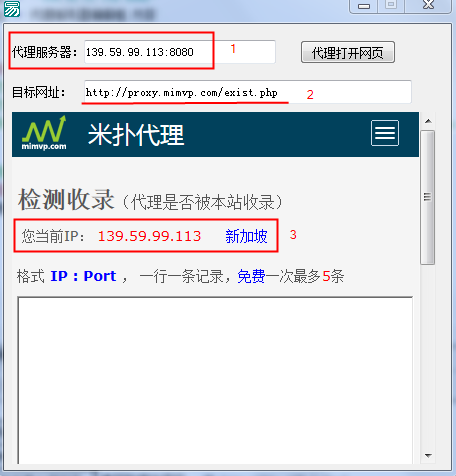 代理服务器：139.59.99.113:8080 1 代理打开网页
目标网址：http://proxy.mimvp.com/exist.php 2
mimvp.com 米扑代理
检测收录（代理是否被本站收录）
您当前IP： 139.59.99.113 新加坡 3
格式 IP : Port ， 一行一条记录，免费一次最多5条